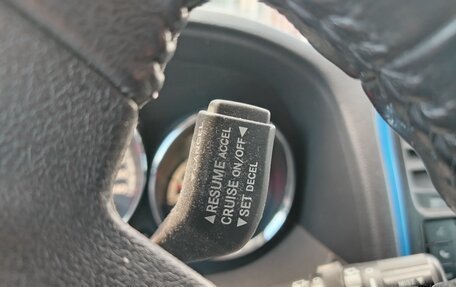 ▲RESUME ACCEL
CRUISE ON/OFF◀
▼SET DECEL